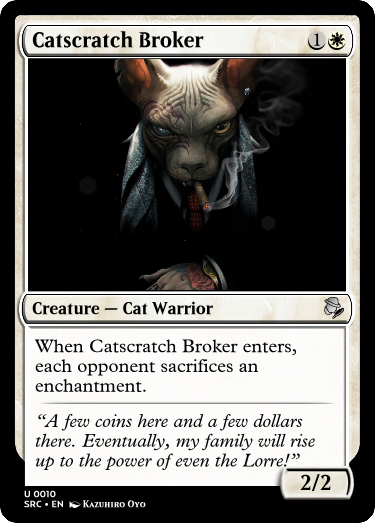 Catscratch Broker 1
Creature — Cat Warrior
When Catscratch Broker enters,
each opponent sacrifices an
enchantment.
“A few coins here and a few dollars
there. Eventually, my family will rise
up to the power of even the Lorre!”
2/2
U 0010
SRC • EN Kazuhiro Oyo